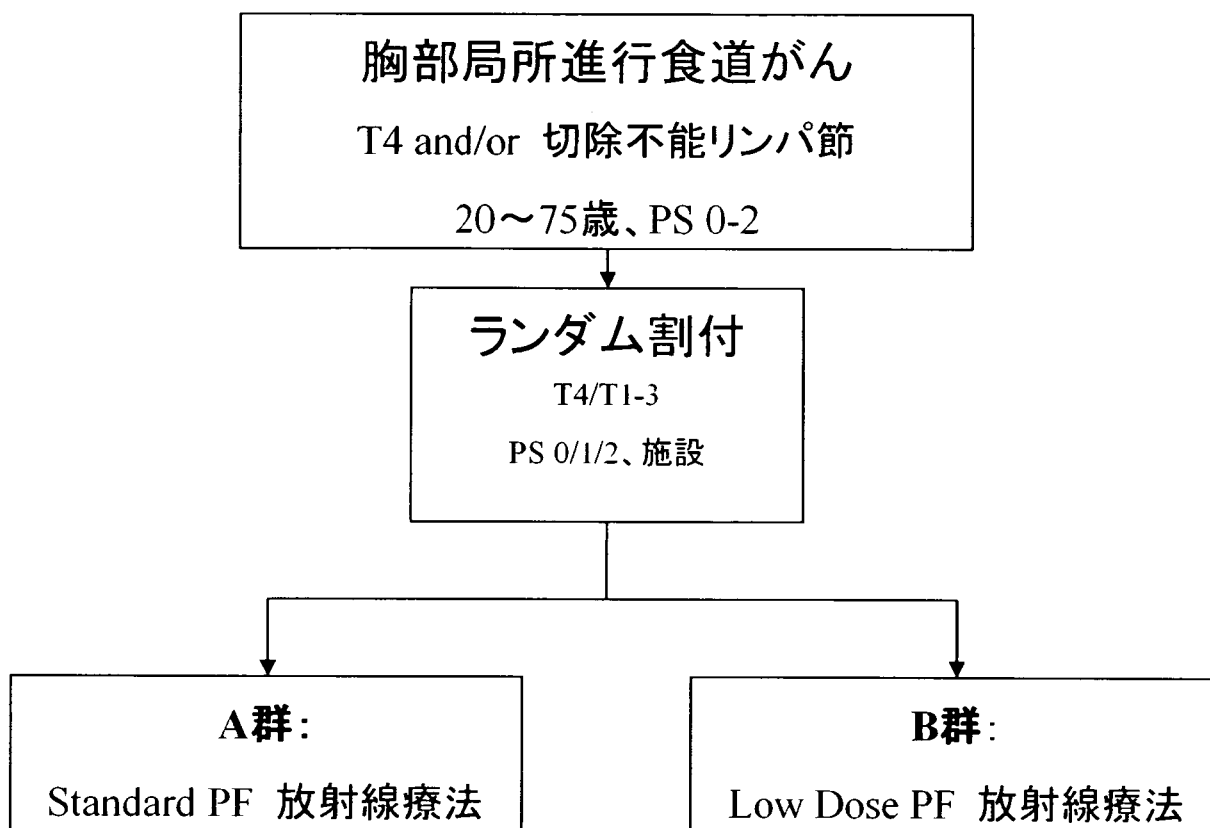 胸部局所進行食道がん
T4 and/or 切除不能リンパ節
20～75歳、PS 0-2
ランダム割付
T4/T1-3
PS 0/1/2、施設
A群:
Standard PF 放射線療法
B群:
Low Dose PF 放射線療法